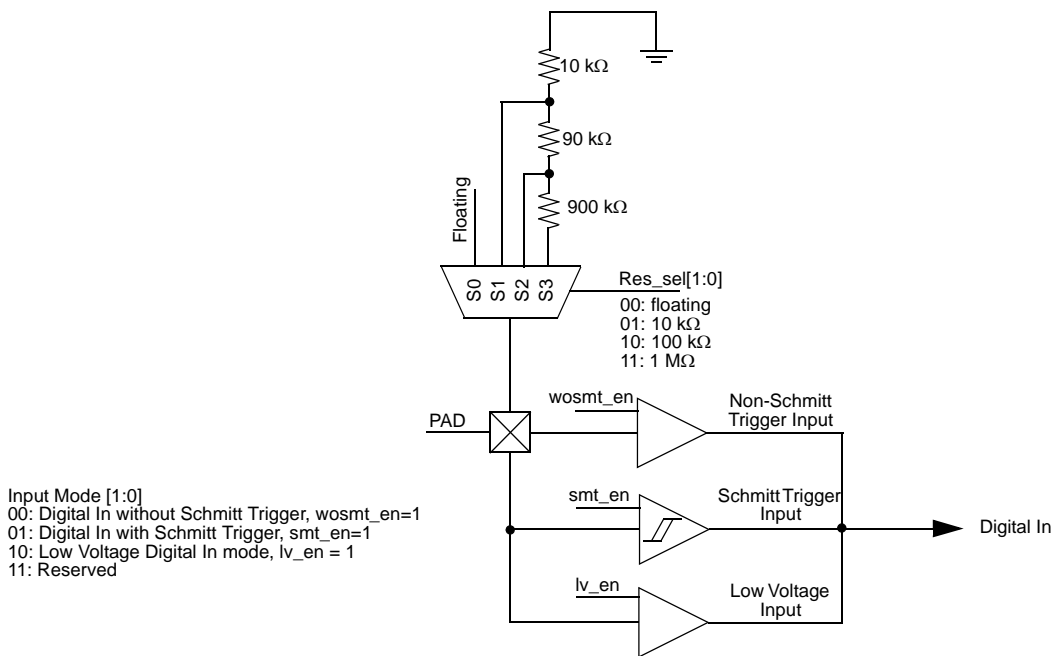 10 kΩ
90 kΩ
900 kΩ
Floating
S0
S1
S2
S3
Res_sel[1:0]
00: floating
01: 10 kΩ
10: 100 kΩ
11: 1 MΩ
PAD
wosmt_en
Non-Schmitt
Trigger Input
Input Mode [1:0]
00: Digital In without Schmitt Trigger, wosmt_en=1
01: Digital In with Schmitt Trigger, smt_en=1
10: Low Voltage Digital In mode, lv_en = 1
11: Reserved
smt_en
Schmitt Trigger
Input
Digital In
lv_en
Low Voltage
Input